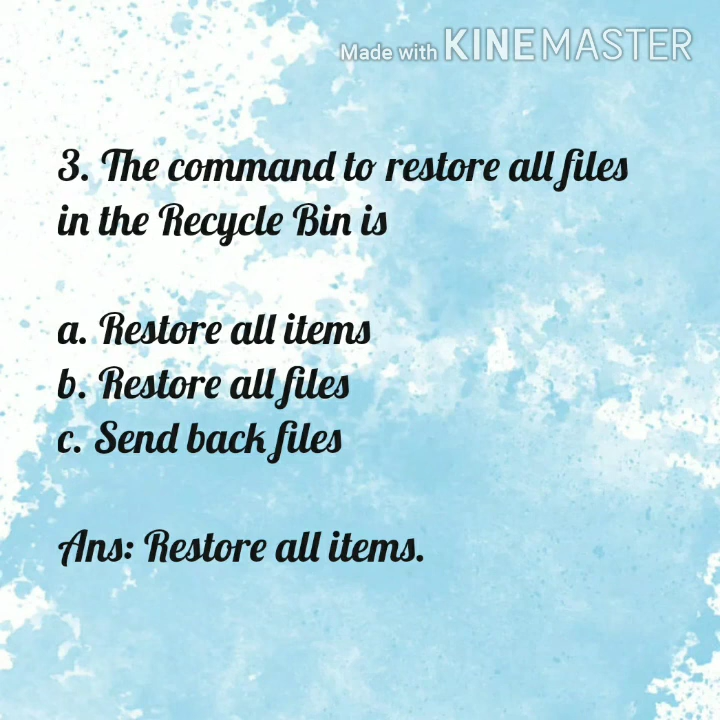 Made with KINEMASTER
3. The command to restore all files
in the Recycle Bin is
a. Restore all items
b. Restore all files
c. Send back files
Ans: Restore all items.